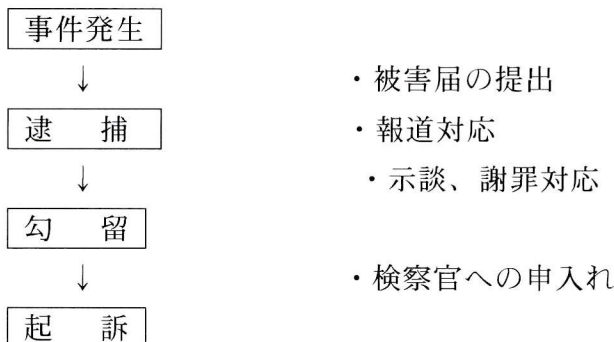 事件発生
↓ ・被害届の提出
逮 捕 ・報道対応
↓ ・示談、謝罪対応
勾 留
↓ ・検察官への申入れ
起 訴